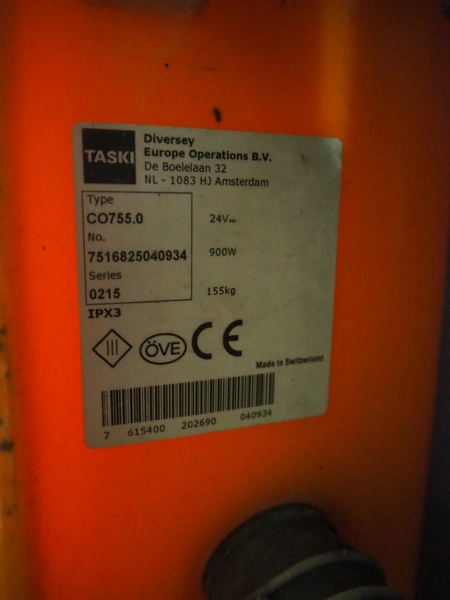 TASKI
Diversey
Europe Operations B.V.
De Boelelaan 32
NL - 1083 HJ Amsterdam
Type
CO755.0
24V
No.
7516825040934
900W
Series
0215
155kg
IPX3
III
ÖVE
CE
Made in Switzerland
7 615400 202690 040934